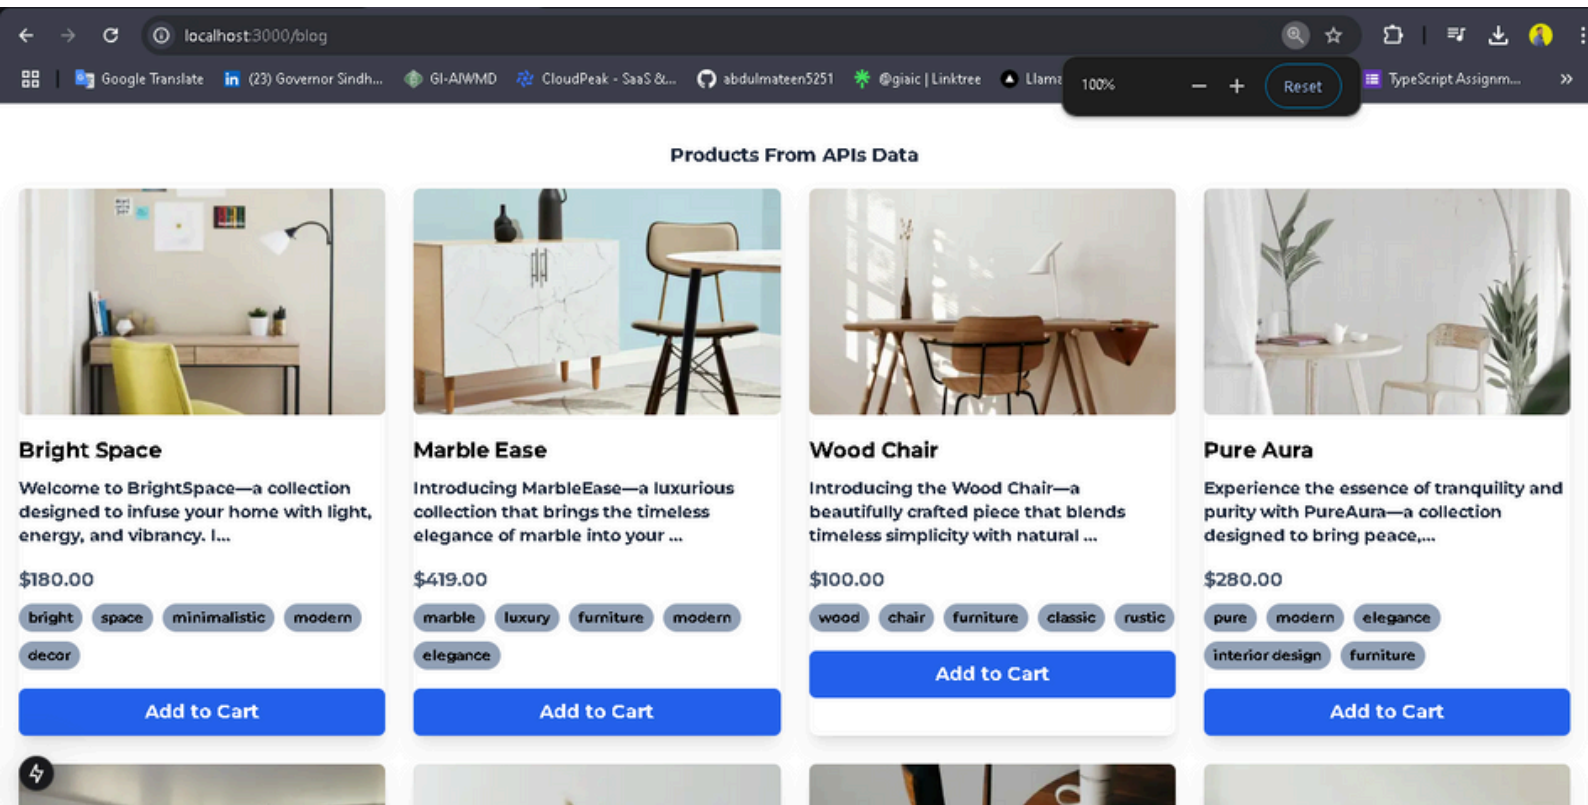 localhost:3000/blog
Google Translate
in (23) Governor Sindh...
GI-AIWMD
CloudPeak - SaaS &...
abdulmateen5251
@giaic | Linktree
Llama
TypeScript Assignm...
»
100%
Reset
Products From APIs Data
Bright Space
Welcome to BrightSpace—a collection
designed to infuse your home with light,
energy, and vibrancy. I...
$180.00
bright space minimalistic modern
decor
Add to Cart
Marble Ease
Introducing MarbleEase—a luxurious
collection that brings the timeless
elegance of marble into your ...
$419.00
marble luxury furniture modern
elegance
Add to Cart
Wood Chair
Introducing the Wood Chair—a
beautifully crafted piece that blends
timeless simplicity with natural ...
$100.00
wood chair furniture classic rustic
Add to Cart
Pure Aura
Experience the essence of tranquility and
purity with PureAura—a collection
designed to bring peace,...
$280.00
pure modern elegance
interior design furniture
Add to Cart